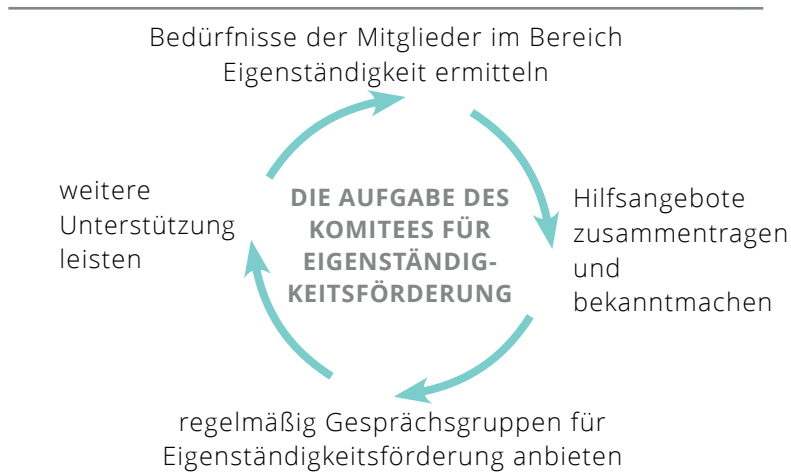 Bedürfnisse der Mitglieder im Bereich
Eigenständigkeit ermitteln
weitere
Unterstützung
leisten
DIE AUFGABE DES
KOMITEES FÜR
EIGENSTÄNDIG-
KEITSFÖRDERUNG
Hilfsangebote
zusammentragen
und
bekanntmachen
regelmäßig Gesprächsgruppen für
Eigenständigkeitsförderung anbieten